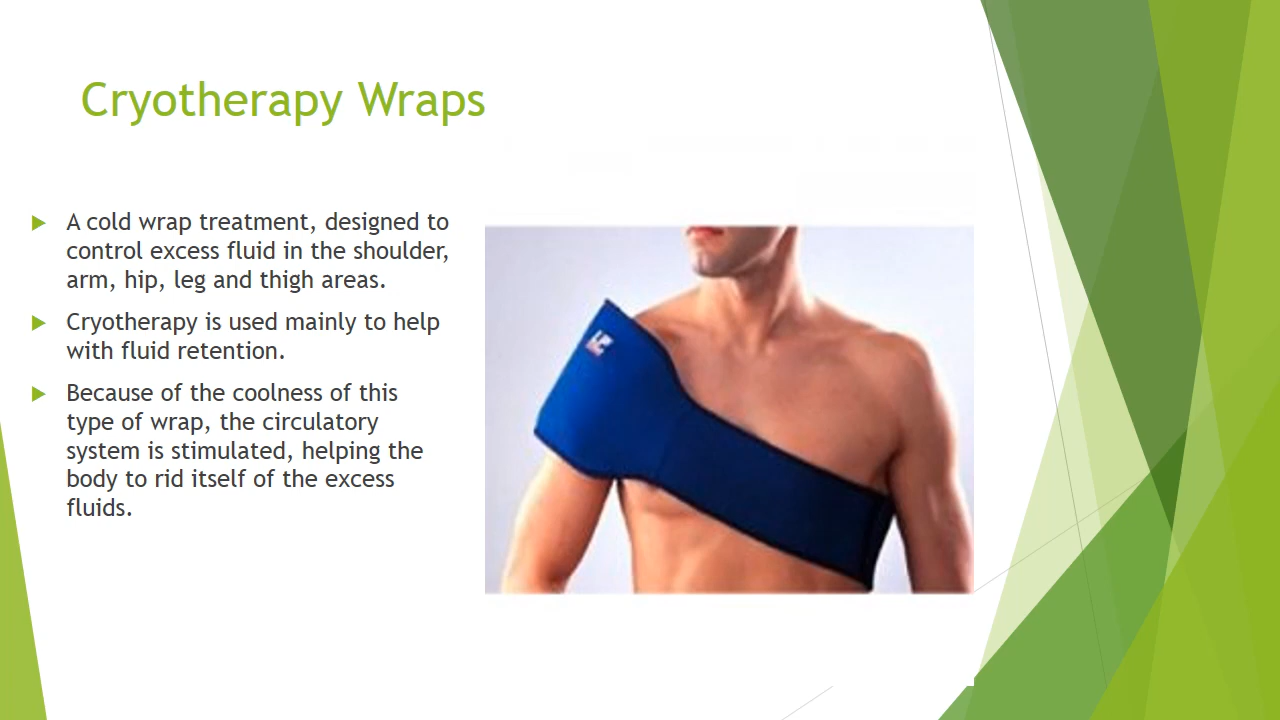 Cryotherapy Wraps
A cold wrap treatment, designed to
control excess fluid in the shoulder,
arm, hip, leg and thigh areas.
Cryotherapy is used mainly to help
with fluid retention.
Because of the coolness of this
type of wrap, the circulatory
system is stimulated, helping the
body to rid itself of the excess
fluids.
LP